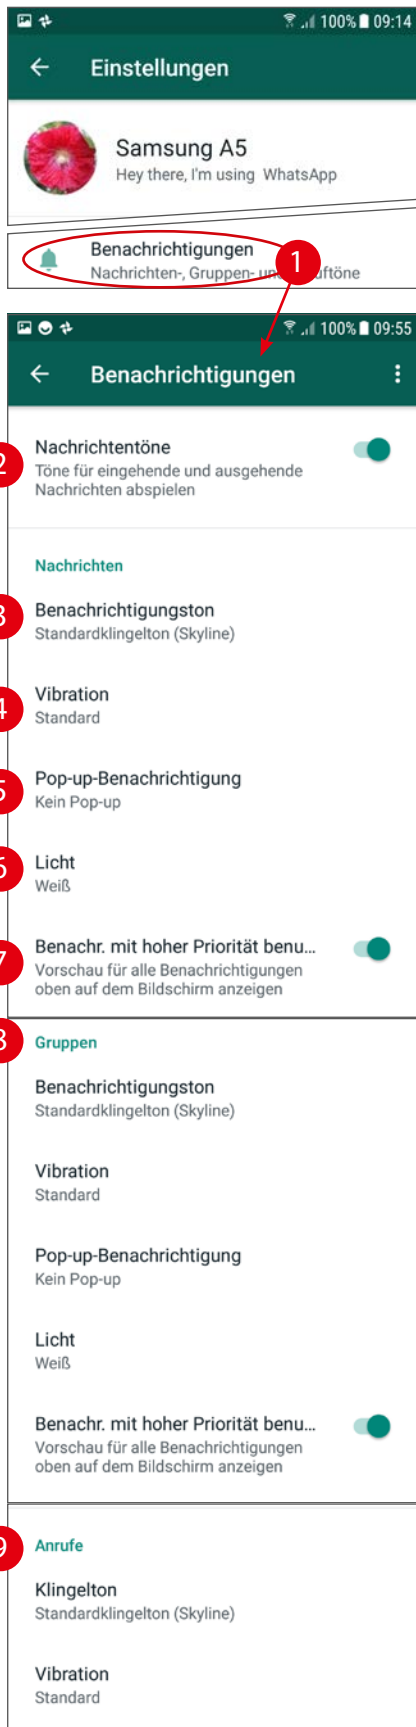 100% 09:14
Einstellungen
Samsung A5
Hey there, I'm using WhatsApp
Benachrichtigungen
1
Nachrichten-, Gruppen- un
100% 09:55
Benachrichtigungen
2
Nachrichtentöne
Töne für eingehende und ausgehende
Nachrichten abspielen
Nachrichten
3
Benachrichtigungston
Standardklingelton (Skyline)
4
Vibration
Standard
5
Pop-up-Benachrichtigung
Kein Pop-up
6
Licht
Weiß
7
Benachr. mit hoher Priorität benu...
Vorschau für alle Benachrichtigungen
oben auf dem Bildschirm anzeigen
8
Gruppen
Benachrichtigungston
Standardklingelton (Skyline)
Vibration
Standard
Pop-up-Benachrichtigung
Kein Pop-up
Licht
Weiß
Benachr. mit hoher Priorität benu...
Vorschau für alle Benachrichtigungen
oben auf dem Bildschirm anzeigen
9
Anrufe
Klingelton
Standardklingelton (Skyline)
Vibration
Standard